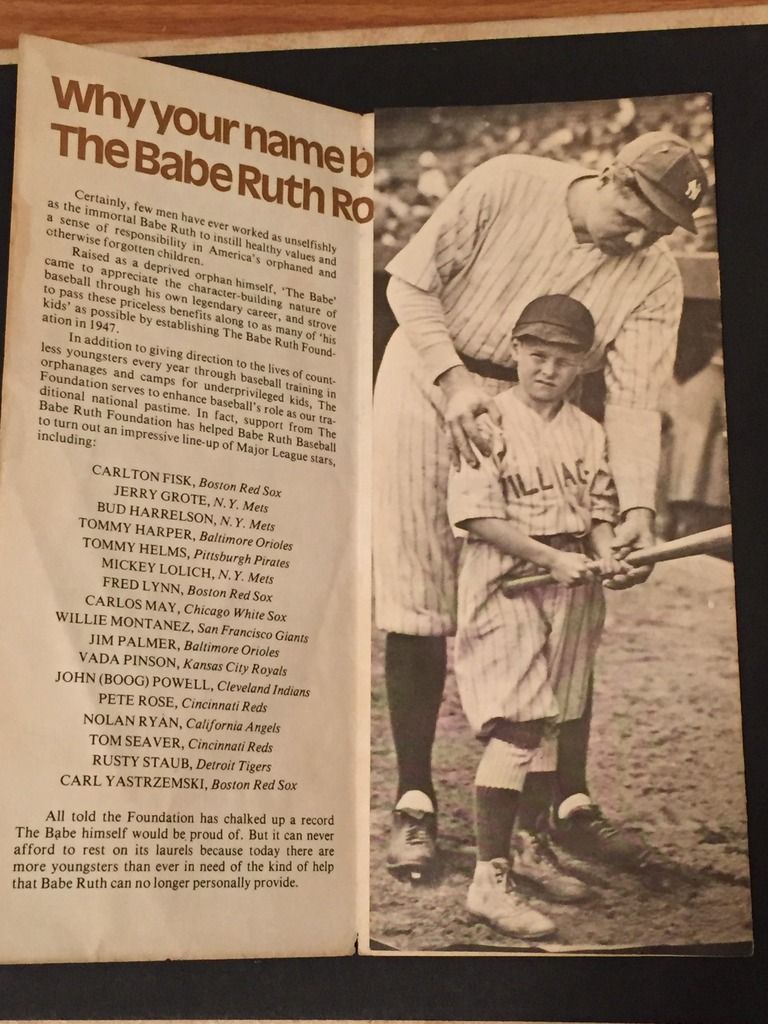 Why your name b
The Babe Ruth Ro
Certainly, few men have ever worked as unselfishly
as the immortal Babe Ruth to instill healthy values and
a sense of responsibility in America's orphaned and
otherwise forgotten children.
Raised as a deprived orphan himself, 'The Babe'
came to appreciate the character-building nature of
baseball through his own legendary career, and strove
to pass these priceless benefits along to as many of 'his
kids' as possible by establishing The Babe Ruth Found-
ation in 1947.
In addition to giving direction to the lives of count-
less youngsters every year through baseball training in
orphanages and camps for underprivileged kids, The
Foundation serves to enhance baseball's role as our tra-
ditional national pastime. In fact, support from The
Babe Ruth Foundation has helped Babe Ruth Baseball
to turn out an impressive line-up of Major League stars,
including:
CARLTON FISK, Boston Red Sox
JERRY GROTE, N.Y. Mets
BUD HARRELSON, N.Y. Mets
TOMMY HARPER, Baltimore Orioles
TOMMY HELMS, Pittsburgh Pirates
MICKEY LOLICH, N.Y. Mets
FRED LYNN, Boston Red Sox
CARLOS MAY, Chicago White Sox
WILLIE MONTANEZ, San Francisco Giants
JIM PALMER, Baltimore Orioles
VADA PINSON, Kansas City Royals
JOHN (BOOG) POWELL, Cleveland Indians
PETE ROSE, Cincinnati Reds
NOLAN RYAN, California Angels
TOM SEAVER, Cincinnati Reds
RUSTY STAUB, Detroit Tigers
CARL YASTRZEMSKI, Boston Red Sox
All told the Foundation has chalked up a record
The Babe himself would be proud of. But it can never
afford to rest on its laurels because today there are
more youngsters than ever in need of the kind of help
that Babe Ruth can no longer personally provide.
NY